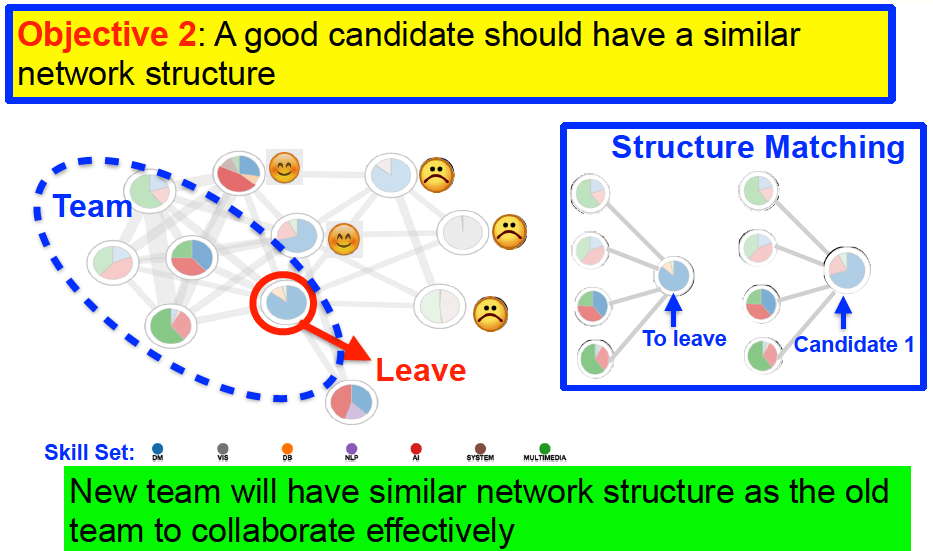 Objective 2: A good candidate should have a similar
network structure
Structure Matching
Team
To leave
Candidate 1
Leave
Skill Set:
DM VIS DB NLP AI SYSTEM MULTIMEDIA
New team will have similar network structure as the old
team to collaborate effectively